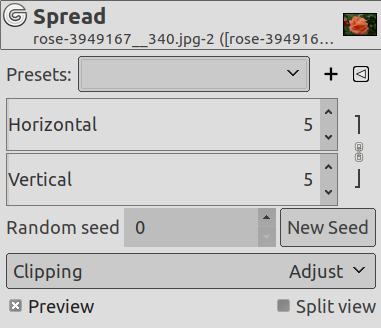 Spread
rose-3949167__340.jpg-2 ([rose-394916…
Presets:
Horizontal 5
Vertical 5
Random seed 0 New Seed
Clipping Adjust
Preview Split view